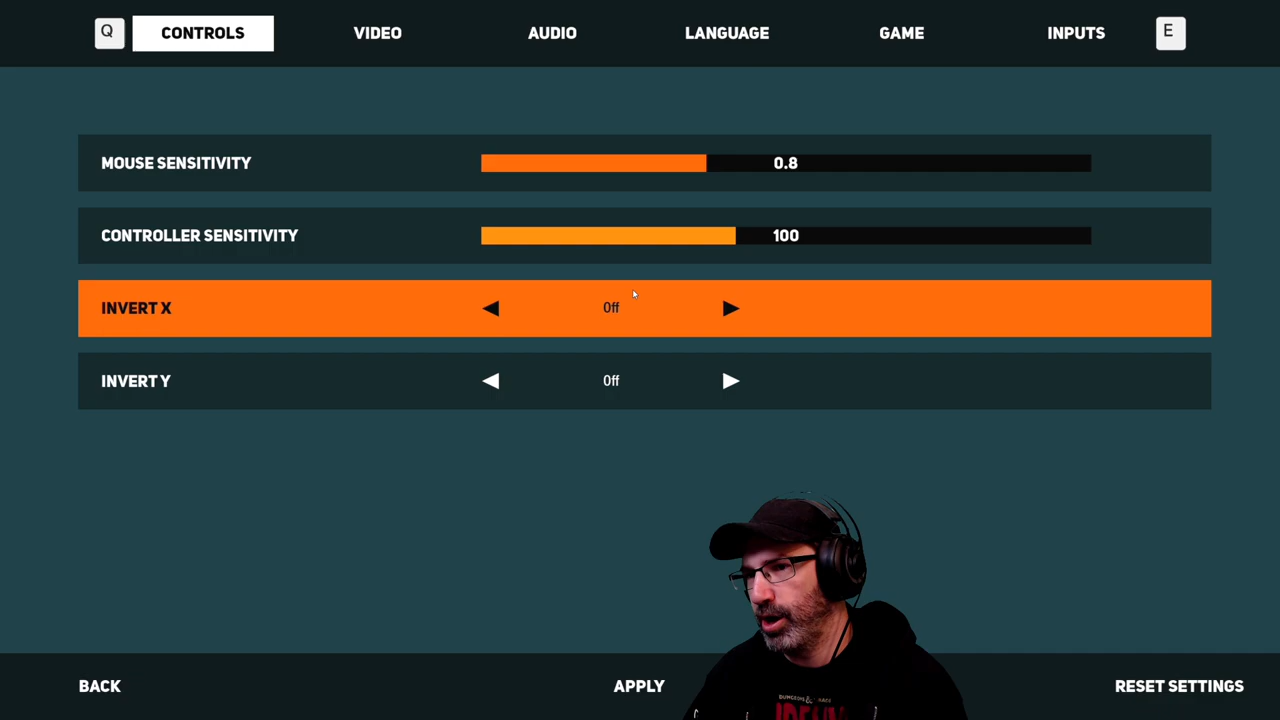 Q
CONTROLS
VIDEO
AUDIO
LANGUAGE
GAME
INPUTS
E
MOUSE SENSITIVITY
0.8
CONTROLLER SENSITIVITY
100
INVERT X
Off
INVERT Y
Off
BACK
APPLY
RESET SETTINGS
DUNGEONS &